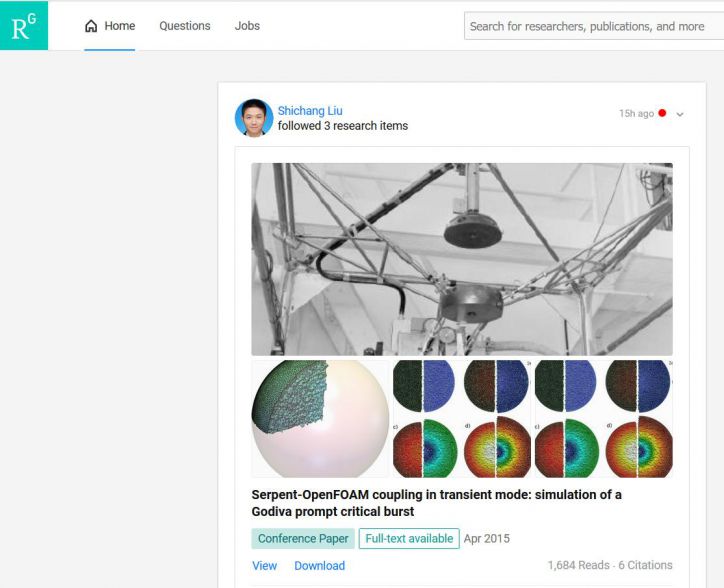 RG
Home
Questions
Jobs
Search for researchers, publications, and more
Shichang Liu
15h ago
followed 3 research items
c)
d)
c)
d)
Serpent-OpenFOAM coupling in transient mode: simulation of a
Godiva prompt critical burst
Conference Paper
Full-text available
Apr 2015
View
Download
1,684 Reads · 6 Citations